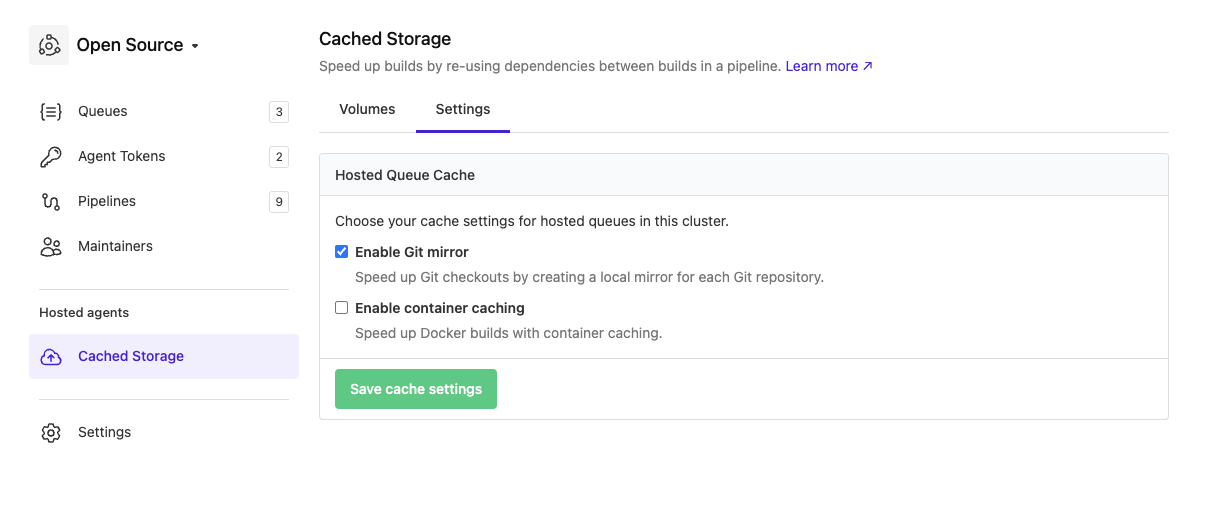 Open Source
Queues 3
Agent Tokens 2
Pipelines 9
Maintainers
Hosted agents
Cached Storage
Settings
Cached Storage
Speed up builds by re-using dependencies between builds in a pipeline. Learn more ↗
Volumes Settings
Hosted Queue Cache
Choose your cache settings for hosted queues in this cluster.
Enable Git mirror
Speed up Git checkouts by creating a local mirror for each Git repository.
Enable container caching
Speed up Docker builds with container caching.
Save cache settings